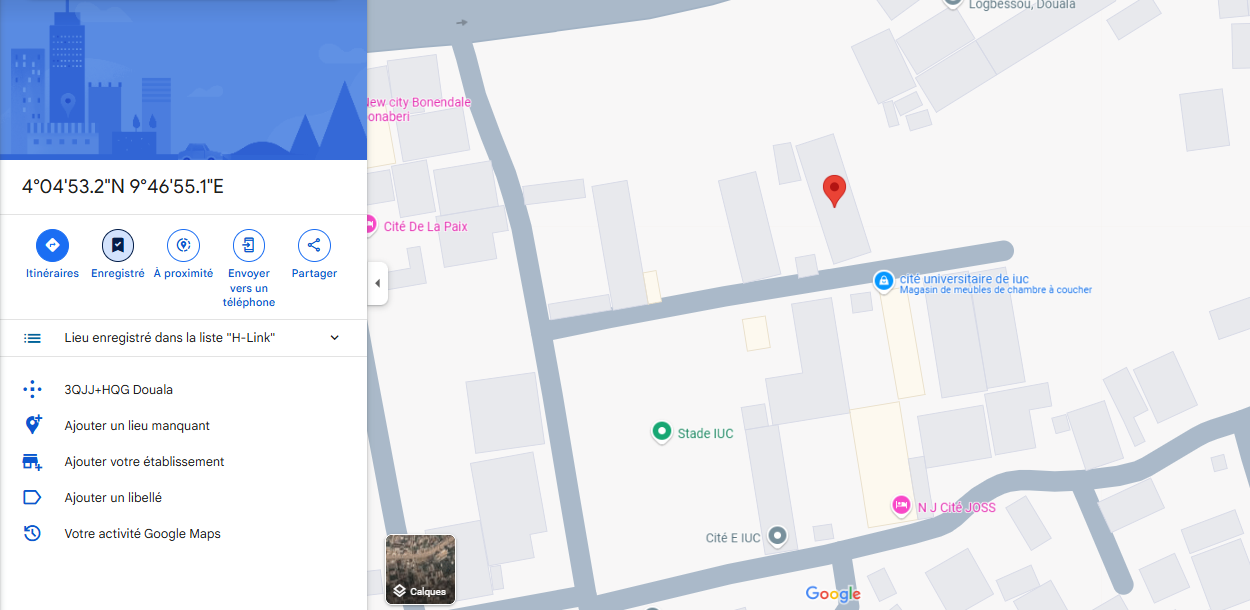 4°04'53.2"N 9°46'55.1"E
Itinéraires
Enregistré
À proximité
Envoyer
vers un
téléphone
Partager
Lieu enregistré dans la liste "H-Link"
3QJJ+HQG Douala
Ajouter un lieu manquant
Ajouter votre établissement
Ajouter un libellé
Votre activité Google Maps
Logbessou, Douala
New city Bonendale
onaberi
Cité De La Paix
cité universitaire de iuc
Magasin de meubles de chambre à coucher
Stade IUC
N J Cité JOSS
Cité E IUC
Calques
Google